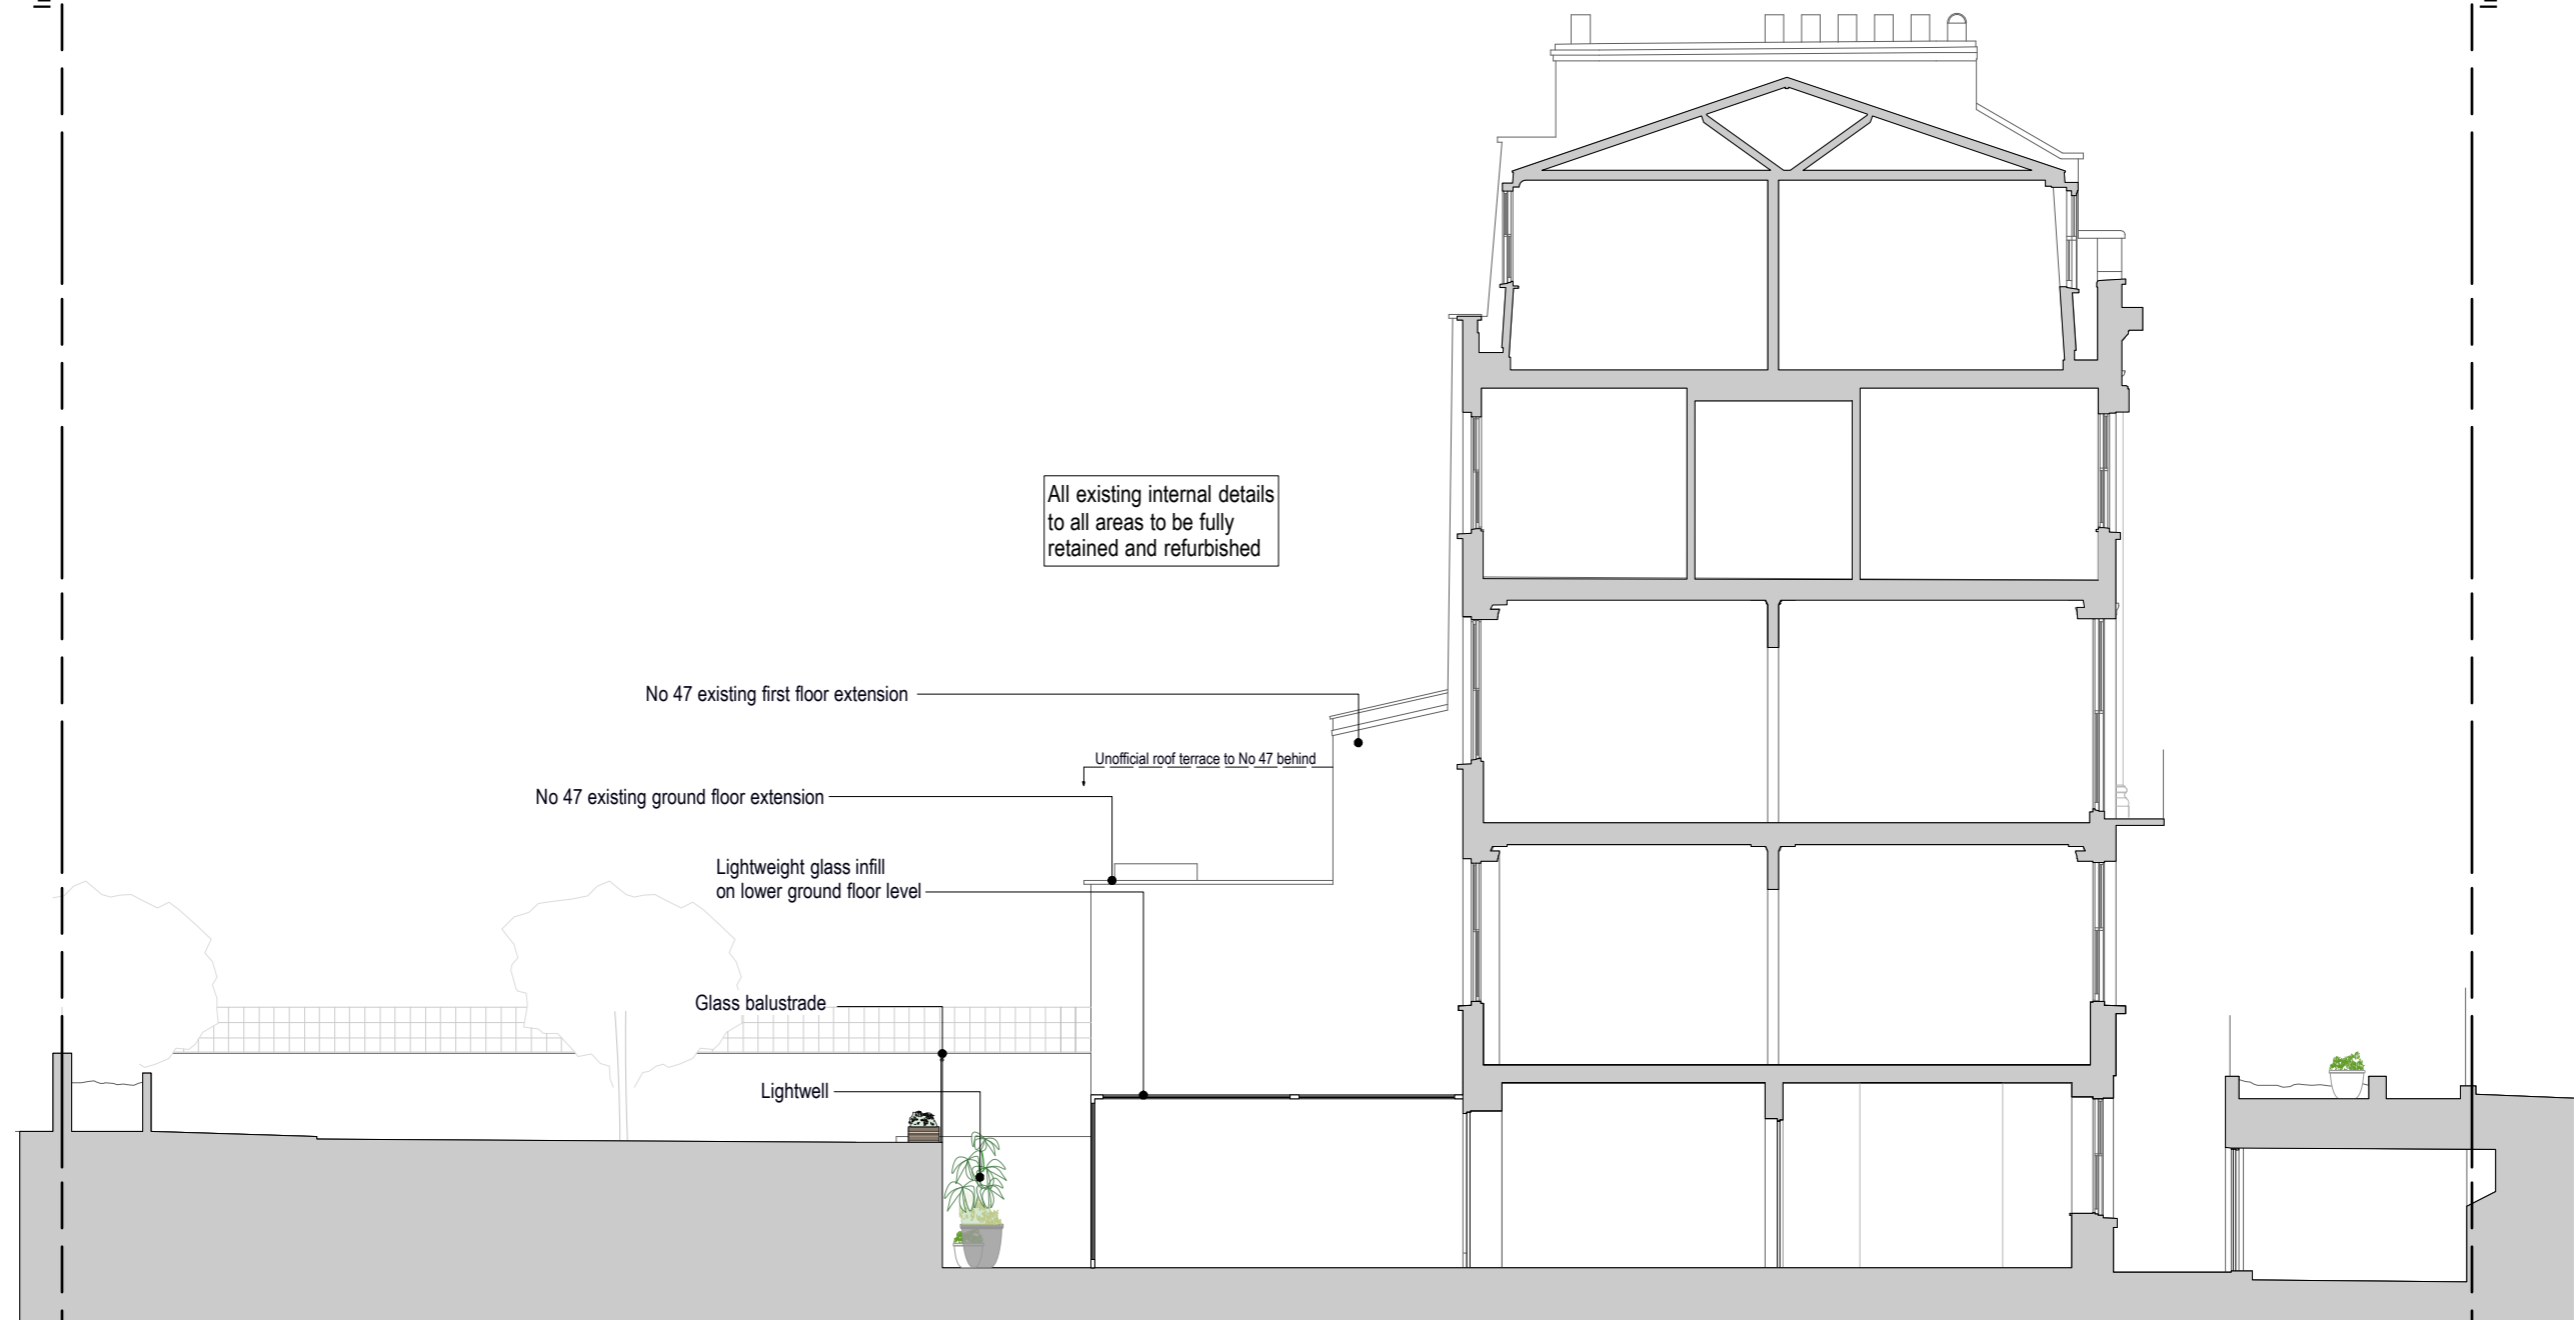 All existing internal details
to all areas to be fully
retained and refurbished
No 47 existing first floor extension
Unofficial roof terrace to No 47 behind
No 47 existing ground floor extension
Lightweight glass infill
on lower ground floor level
Glass balustrade
Lightwell